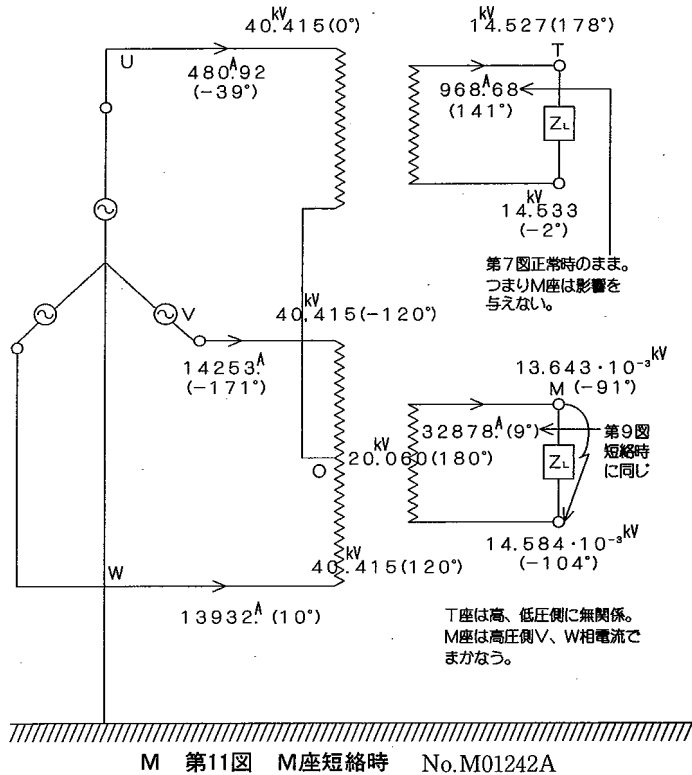 kV
40.415(0°)
U
A
480.92
(−39°)
kV
14.527(178°)
T
A
968.68
(141°)
ZL
kV
14.533
(−2°)
第7図正常時のまま。
つまりM座は影響を
与えない。
V
kV
40.415(−120°)
A
14253.
(−171°)
13.643・10⁻³ kV
M (−91°)
A
32878.(9°)
第9図
短絡時
に同じ
ZL
kV
20.060(180°)
O
kV
14.584・10⁻³
(−104°)
W
kV
40.415(120°)
A
13932.(10°)
T座は高、低圧側に無関係。
M座は高圧側V、W相電流で
まかなう。
M 第11図 M座短絡時 No.M01242A